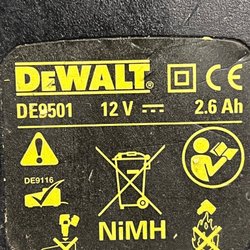 DEWALT
DE9501 12 V 2.6 Ah
DE9116
NiMH